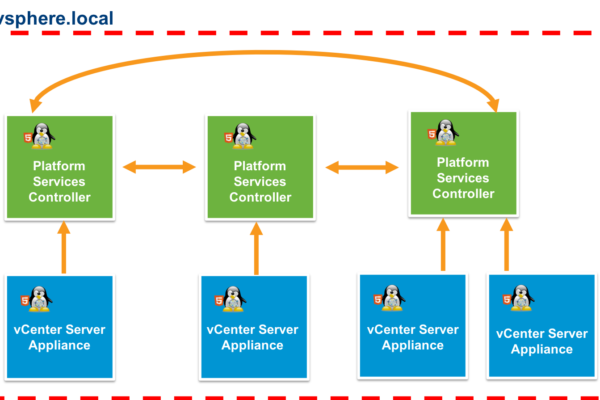 vsphere.local
Platform
Services
Controller
Platform
Services
Controller
Platform
Services
Controller
vCenter Server
Appliance
vCenter Server
Appliance
vCenter Server
Appliance
vCenter Server
Appliance